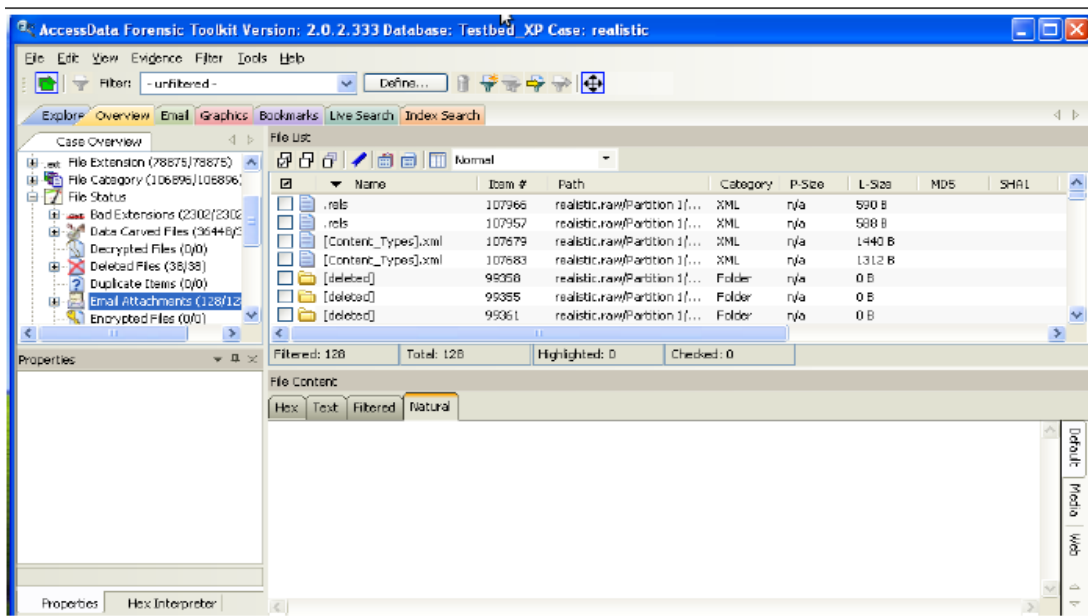 AccessData Forensic Toolkit Version: 2.0.2.333 Database: Testbed_XP Case: realistic
File Edit View Evidence Filter Tools Help
Filter: - unfiltered - Define...
Explore Overview Email Graphics Bookmarks Live Search Index Search
Case Overview
File Extension (78875/78875)
File Category (106896/106896)
File Status
Bad Extensions (2302/2302
Data Carved Files (36448/3
Decrypted Files (0/0)
Deleted Files (38/38)
Duplicate Items (0/0)
Email Attachments (128/12
Encrypted Files (0/0)
File List
Normal
Name Item # Path Category P-Size L-Size MD5 SHA1
.rels 107966 realistic.raw/Partition 1/... XML n/a 590 B
.rels 107957 realistic.raw/Partition 1/... XML n/a 588 B
[Content_Types].xml 107679 realistic.raw/Partition 1/... XML n/a 1440 B
[Content_Types].xml 107683 realistic.raw/Partition 1/... XML n/a 1312 B
[deleted] 99358 realistic.raw/Partition 1/... Folder n/a 0 B
[deleted] 99355 realistic.raw/Partition 1/... Folder n/a 0 B
[deleted] 99361 realistic.raw/Partition 1/... Folder n/a 0 B
Filtered: 128 Total: 128 Highlighted: 0 Checked: 0
Properties
File Content
Hex Text Filtered Natural
Default
Media
Web
Properties Hex Interpreter